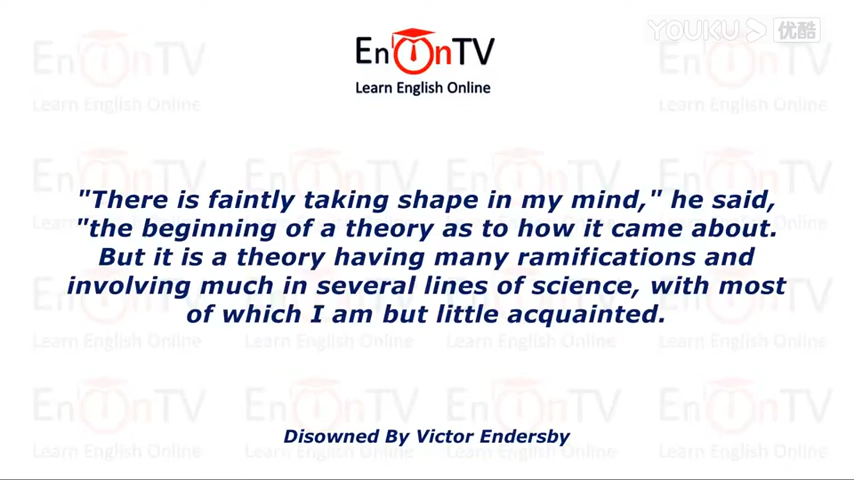 YOUKU 优酷
EnOnTV
Learn English Online
"There is faintly taking shape in my mind," he said,
"the beginning of a theory as to how it came about.
But it is a theory having many ramifications and
involving much in several lines of science, with most
of which I am but little acquainted.
Disowned By Victor Endersby